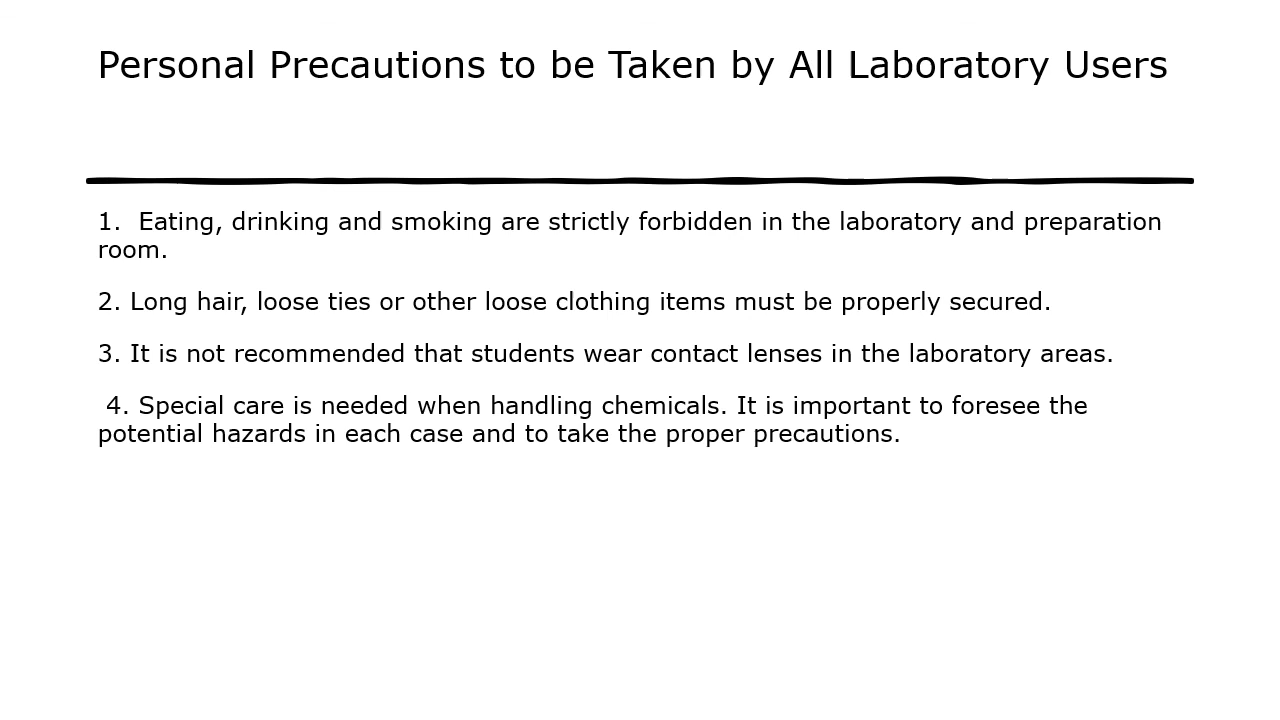 Personal Precautions to be Taken by All Laboratory Users
1.  Eating, drinking and smoking are strictly forbidden in the laboratory and preparation
room.
2. Long hair, loose ties or other loose clothing items must be properly secured.
3. It is not recommended that students wear contact lenses in the laboratory areas.
4. Special care is needed when handling chemicals. It is important to foresee the
potential hazards in each case and to take the proper precautions.